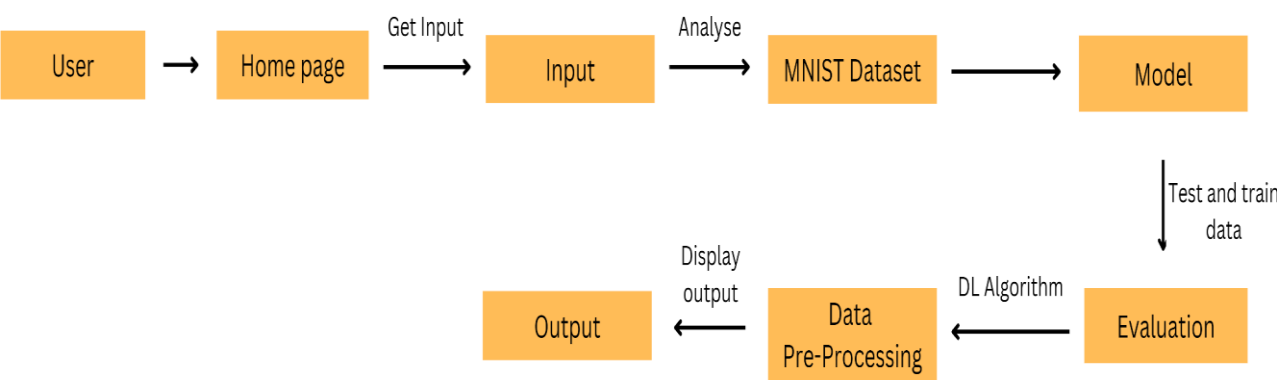 Get Input
Analyse
User
Home page
Input
MNIST Dataset
Model
Test and train
data
Display
output
DL Algorithm
Output
Data
Pre-Processing
Evaluation